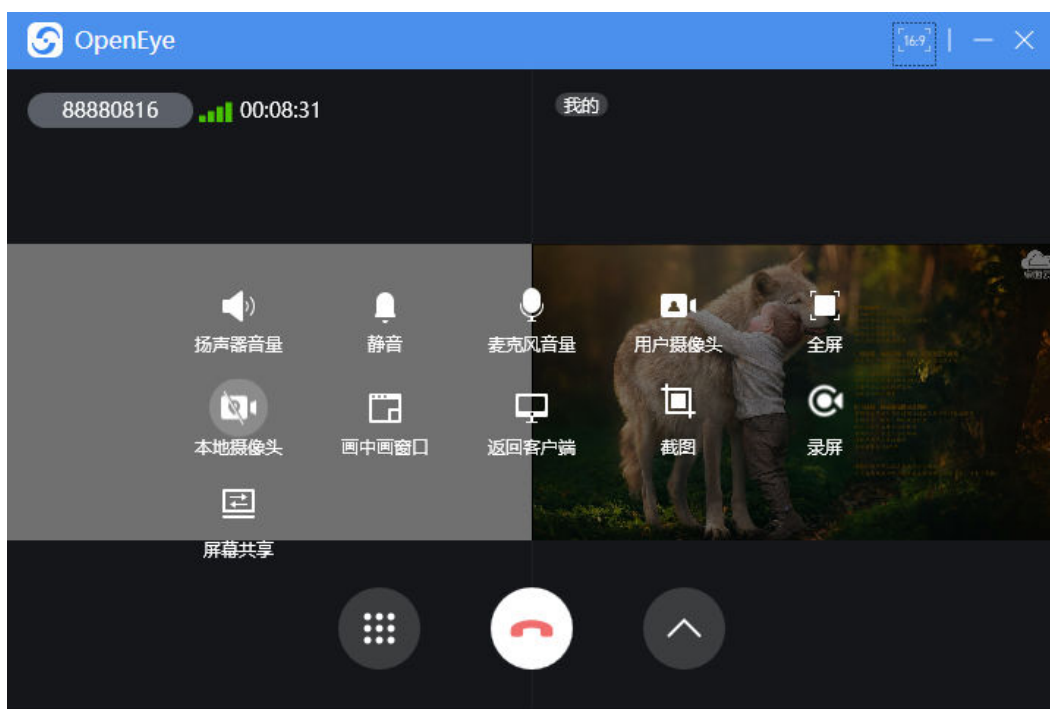 OpenEye
16:9
88880816 00:08:31
我的
扬声器音量 静音 麦克风音量 用户摄像头 全屏
本地摄像头 画中画窗口 返回客户端 截图 录屏
屏幕共享